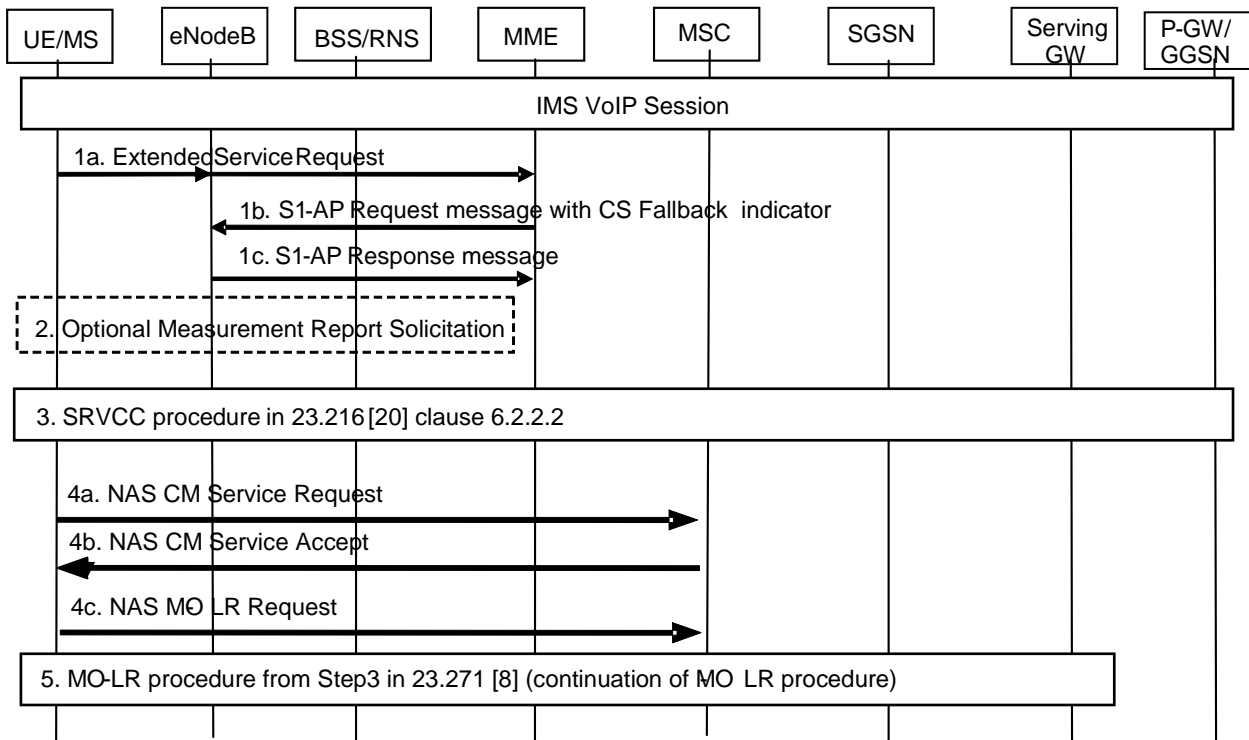 UE/MS
eNodeB
BSS/RNS
MME
MSC
SGSN
Serving
GW
P-GW/
GGSN
IMS VoIP Session
1a. Extended Service Request
1b. S1-AP Request message with CS Fallback indicator
1c. S1-AP Response message
2. Optional Measurement Report Solicitation
3. SRVCC procedure in 23.216 [20] clause 6.2.2.2
4a. NAS CM Service Request
4b. NAS CM Service Accept
4c. NAS MO-LR Request
5. MO-LR procedure from Step3 in 23.271 [8] (continuation of MO-LR procedure)